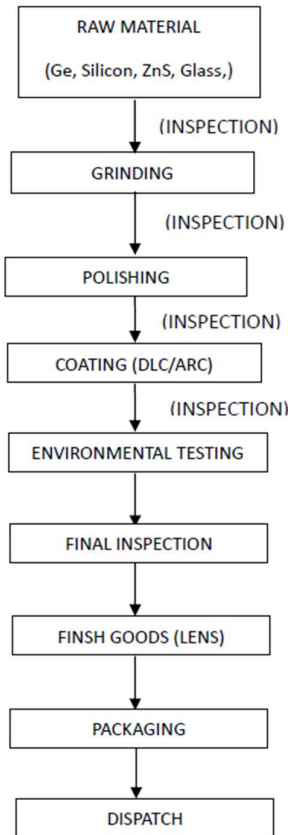 RAW MATERIAL
(Ge, Silicon, ZnS, Glass,)
(INSPECTION)
GRINDING
(INSPECTION)
POLISHING
(INSPECTION)
COATING (DLC/ARC)
(INSPECTION)
ENVIRONMENTAL TESTING
FINAL INSPECTION
FINSH GOODS (LENS)
PACKAGING
DISPATCH